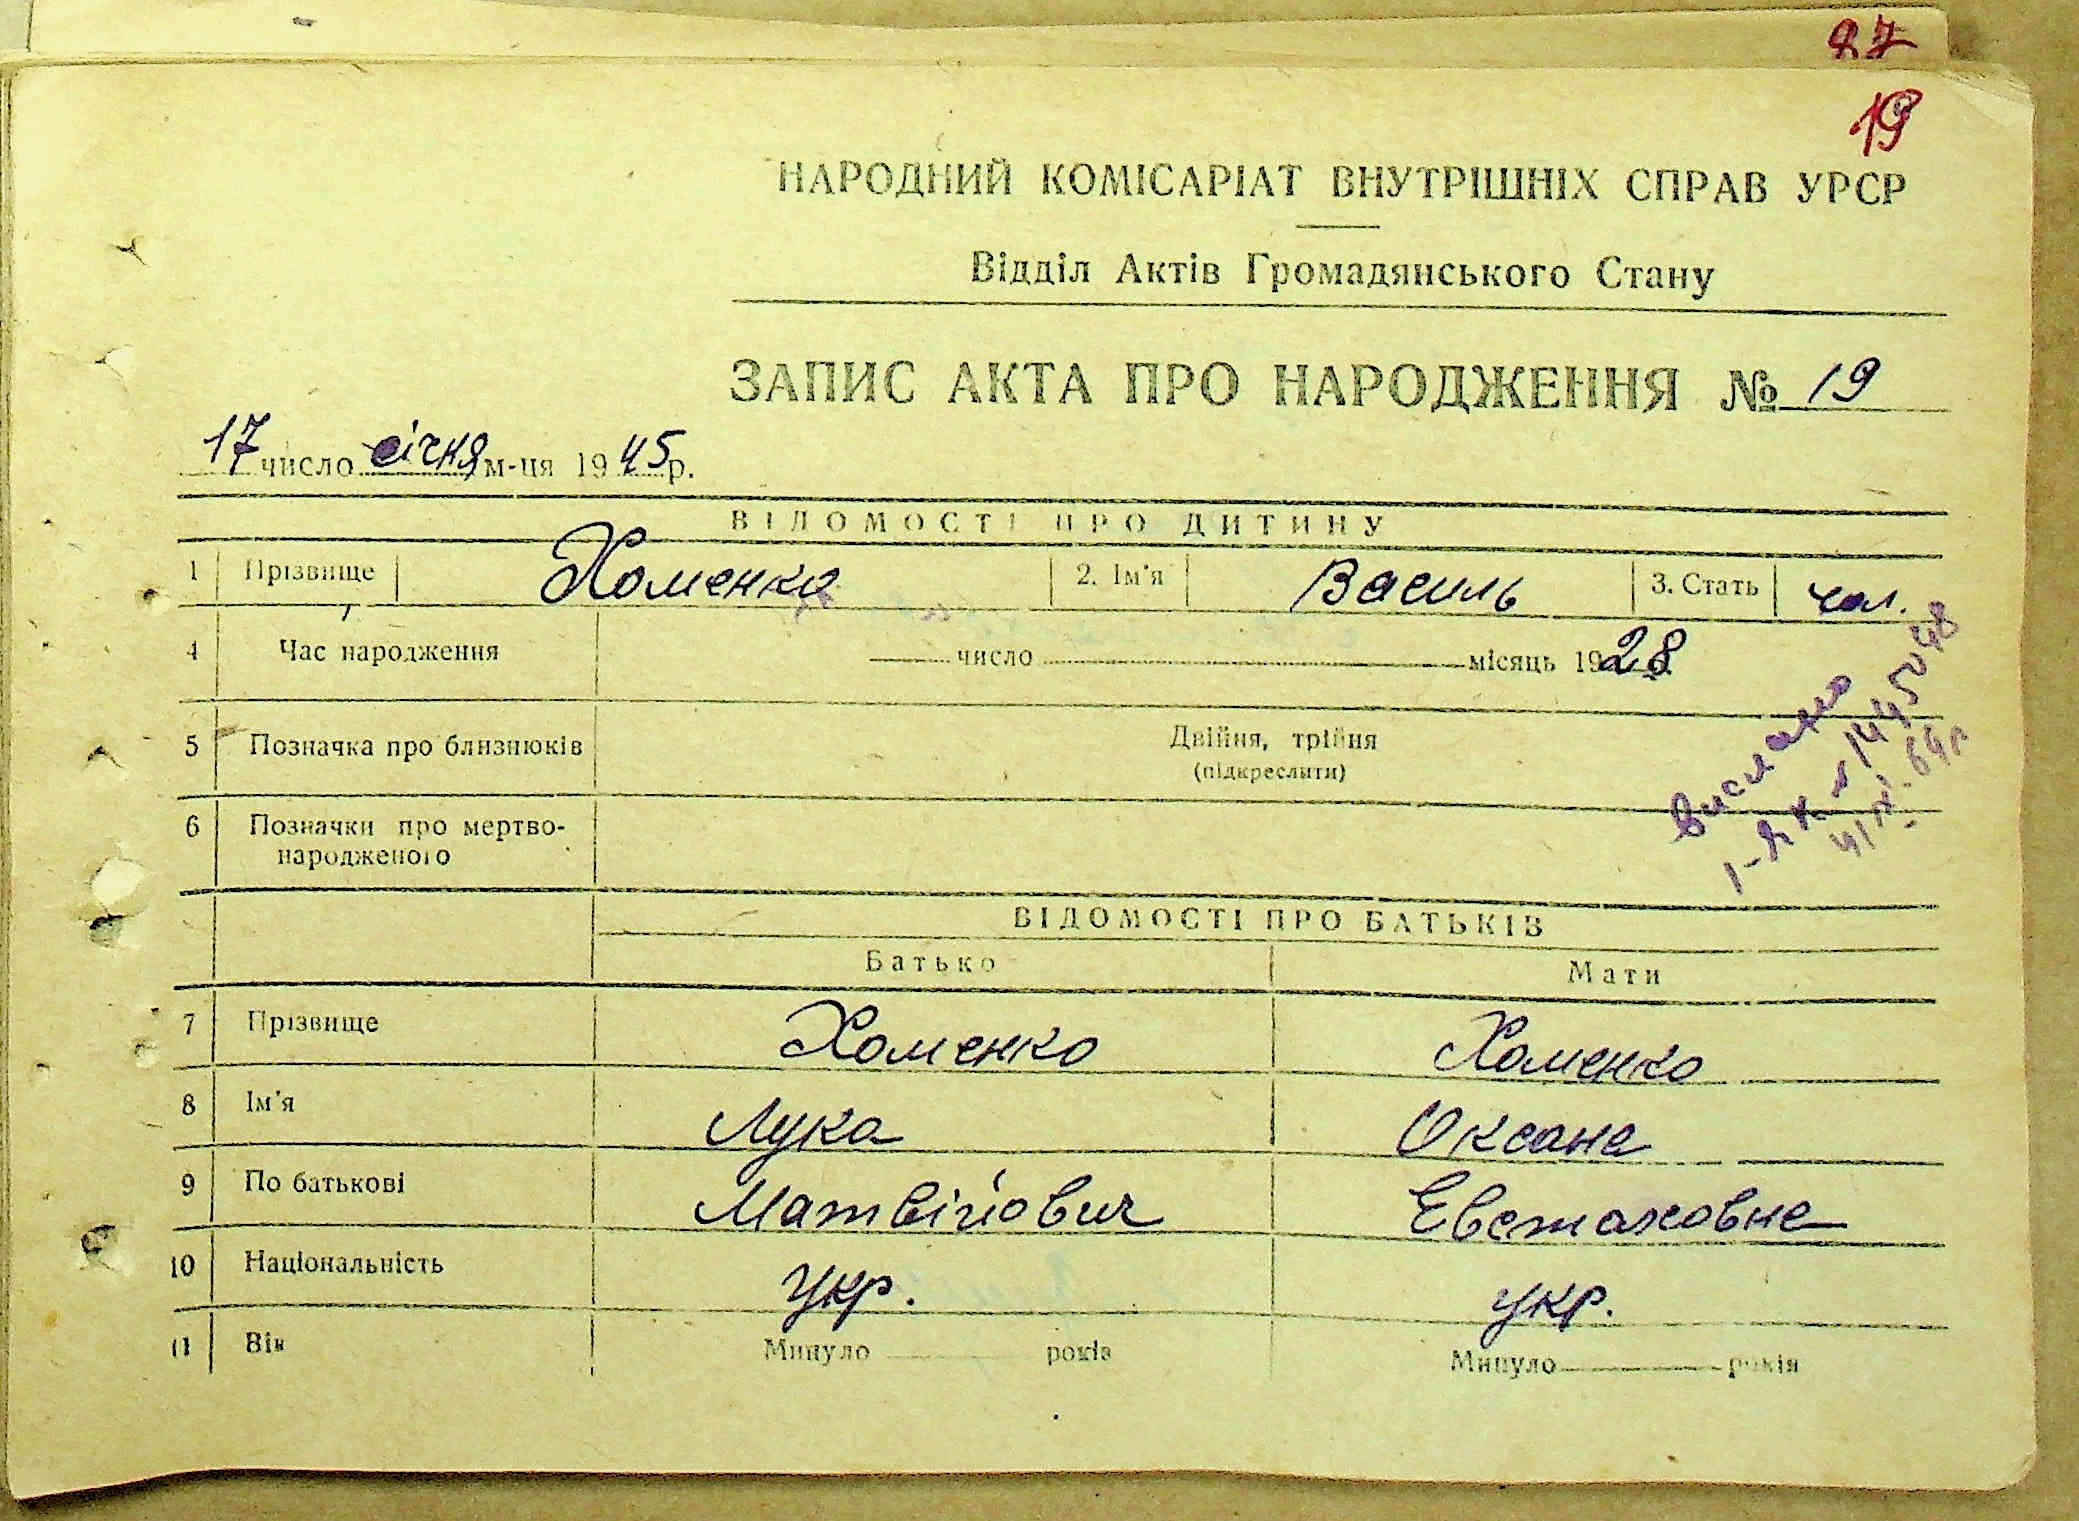 27
19
НАРОДНИЙ КОМІСАРІАТ ВНУТРІШНІХ СПРАВ УРСР
Відділ Актів Громадянського Стану
ЗАПИС АКТА ПРО НАРОДЖЕННЯ № 19
17 число січня м-ця 1945 р.
ВІДОМОСТІ ПРО ДИТИНУ
1 Прізвище Хоменко 2. Ім'я Василь 3. Стать чол.
4 Час народження число місяць 1928
5 Позначка про близнюків Двійня, трійня
(підкреслити)
6 Позначки про мертво-
народженого
вислано
ВІДОМОСТІ ПРО БАТЬКІВ
Батько Мати
7 Прізвище Хоменко Хоменко
8 Ім'я Лука Оксана
9 По батькові Матвійович Евстаховна
10 Національність укр. укр.
11 Вік Минуло років Минуло років